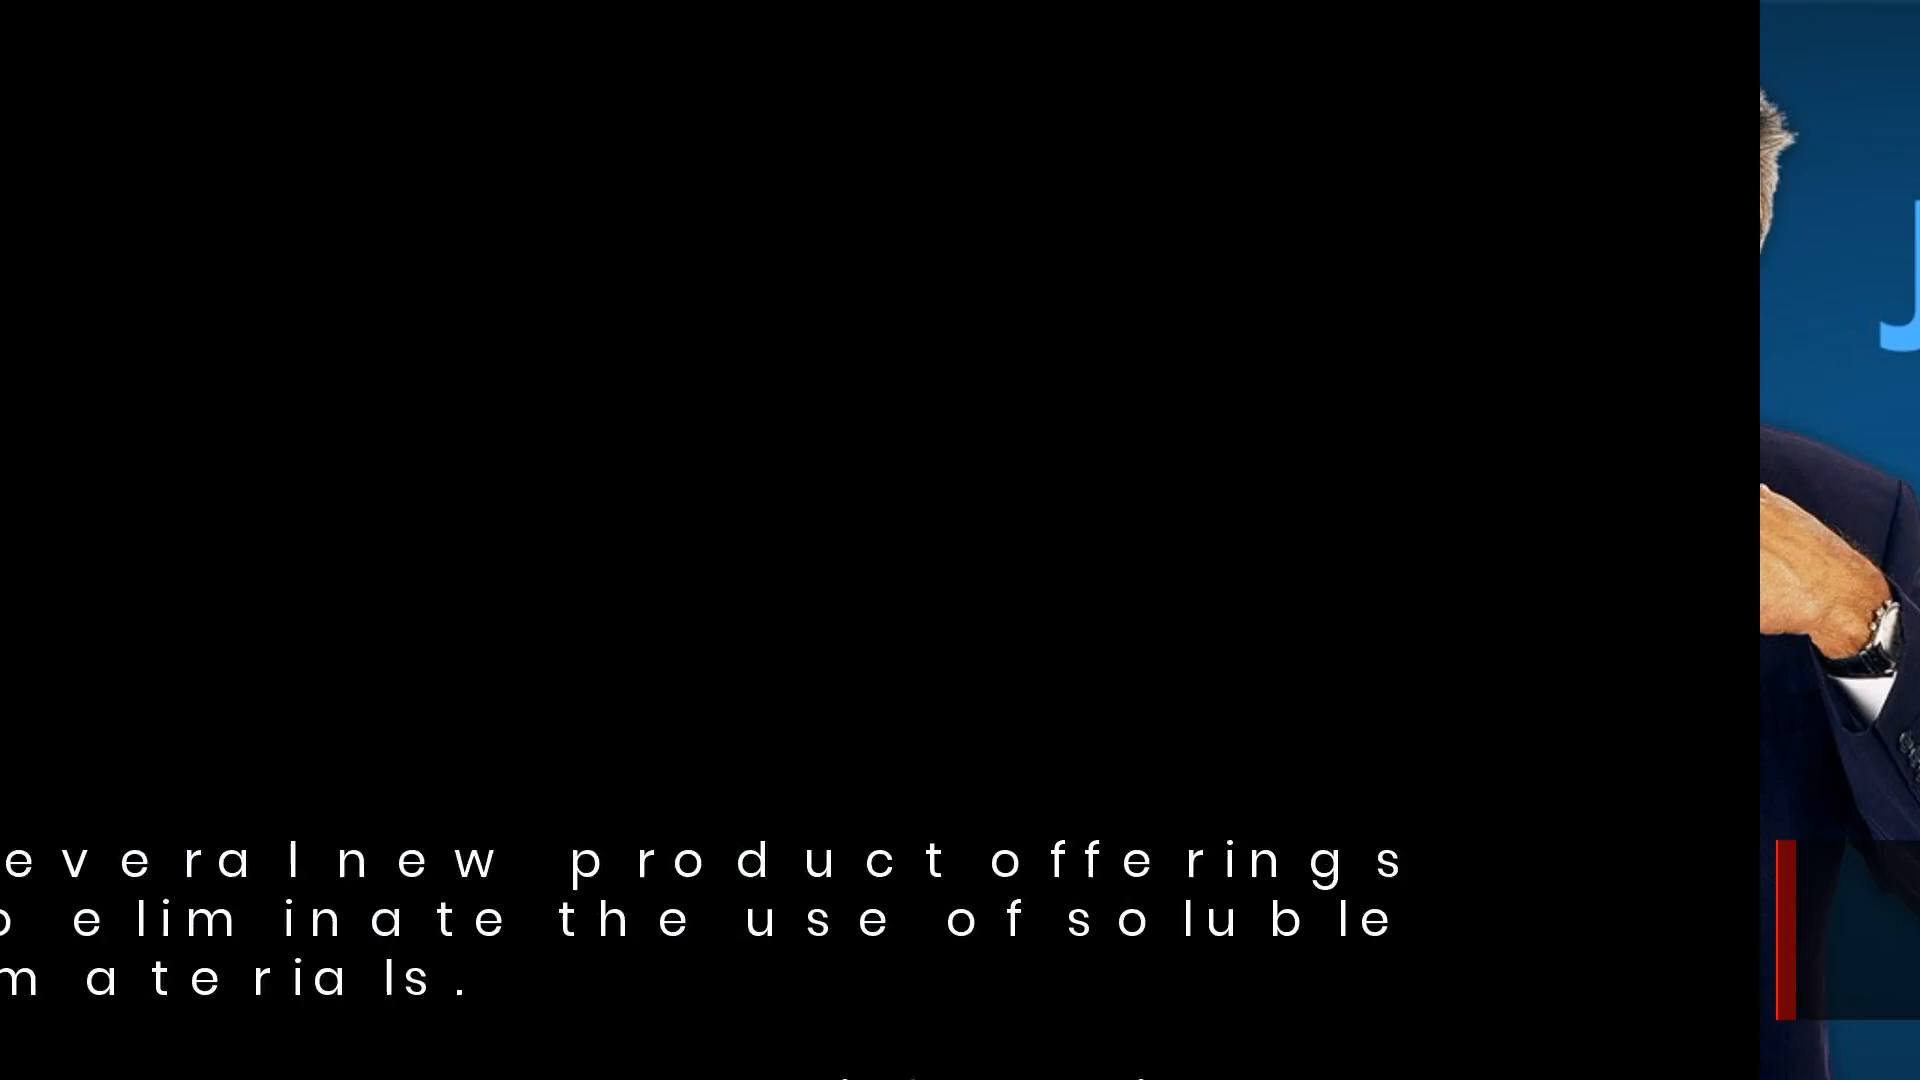 everal new product offerings
o eliminate the use of soluble
materials.
J